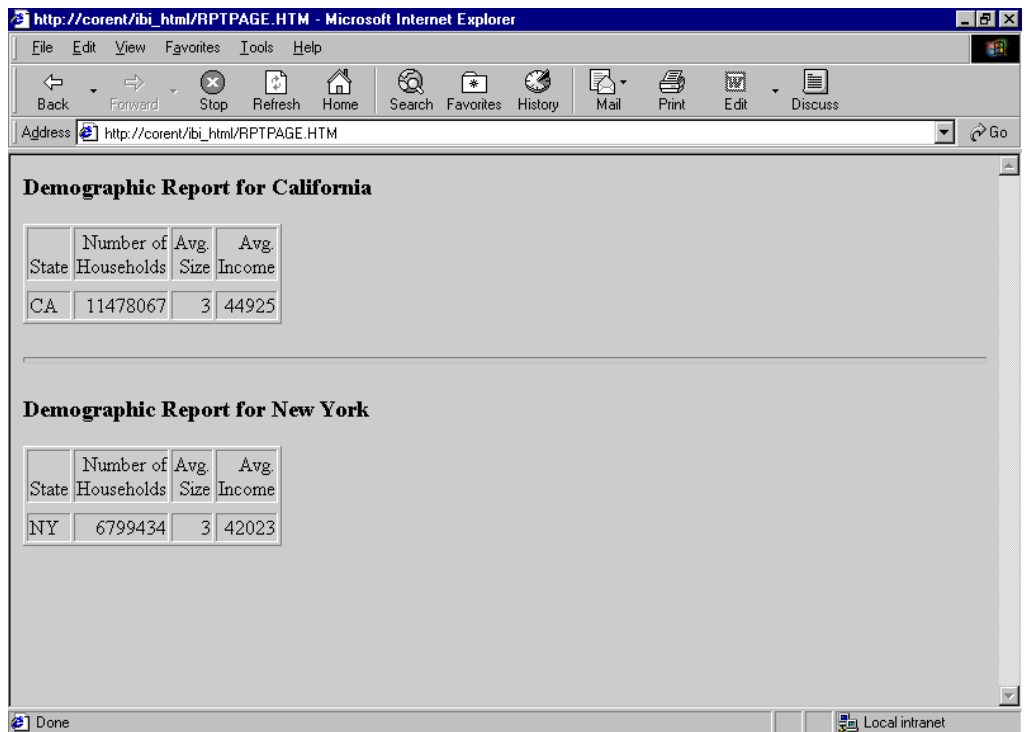 http://corent/ibi_html/RPTPAGE.HTM - Microsoft Internet Explorer
File Edit View Favorites Tools Help
Back Forward Stop Refresh Home Search Favorites History Mail Print Edit Discuss
Address http://corent/ibi_html/RPTPAGE.HTM Go
Demographic Report for California
Number of Avg. Avg.
State Households Size Income
CA 11478067 3 44925
Demographic Report for New York
Number of Avg. Avg.
State Households Size Income
NY 6799434 3 42023
Done Local intranet